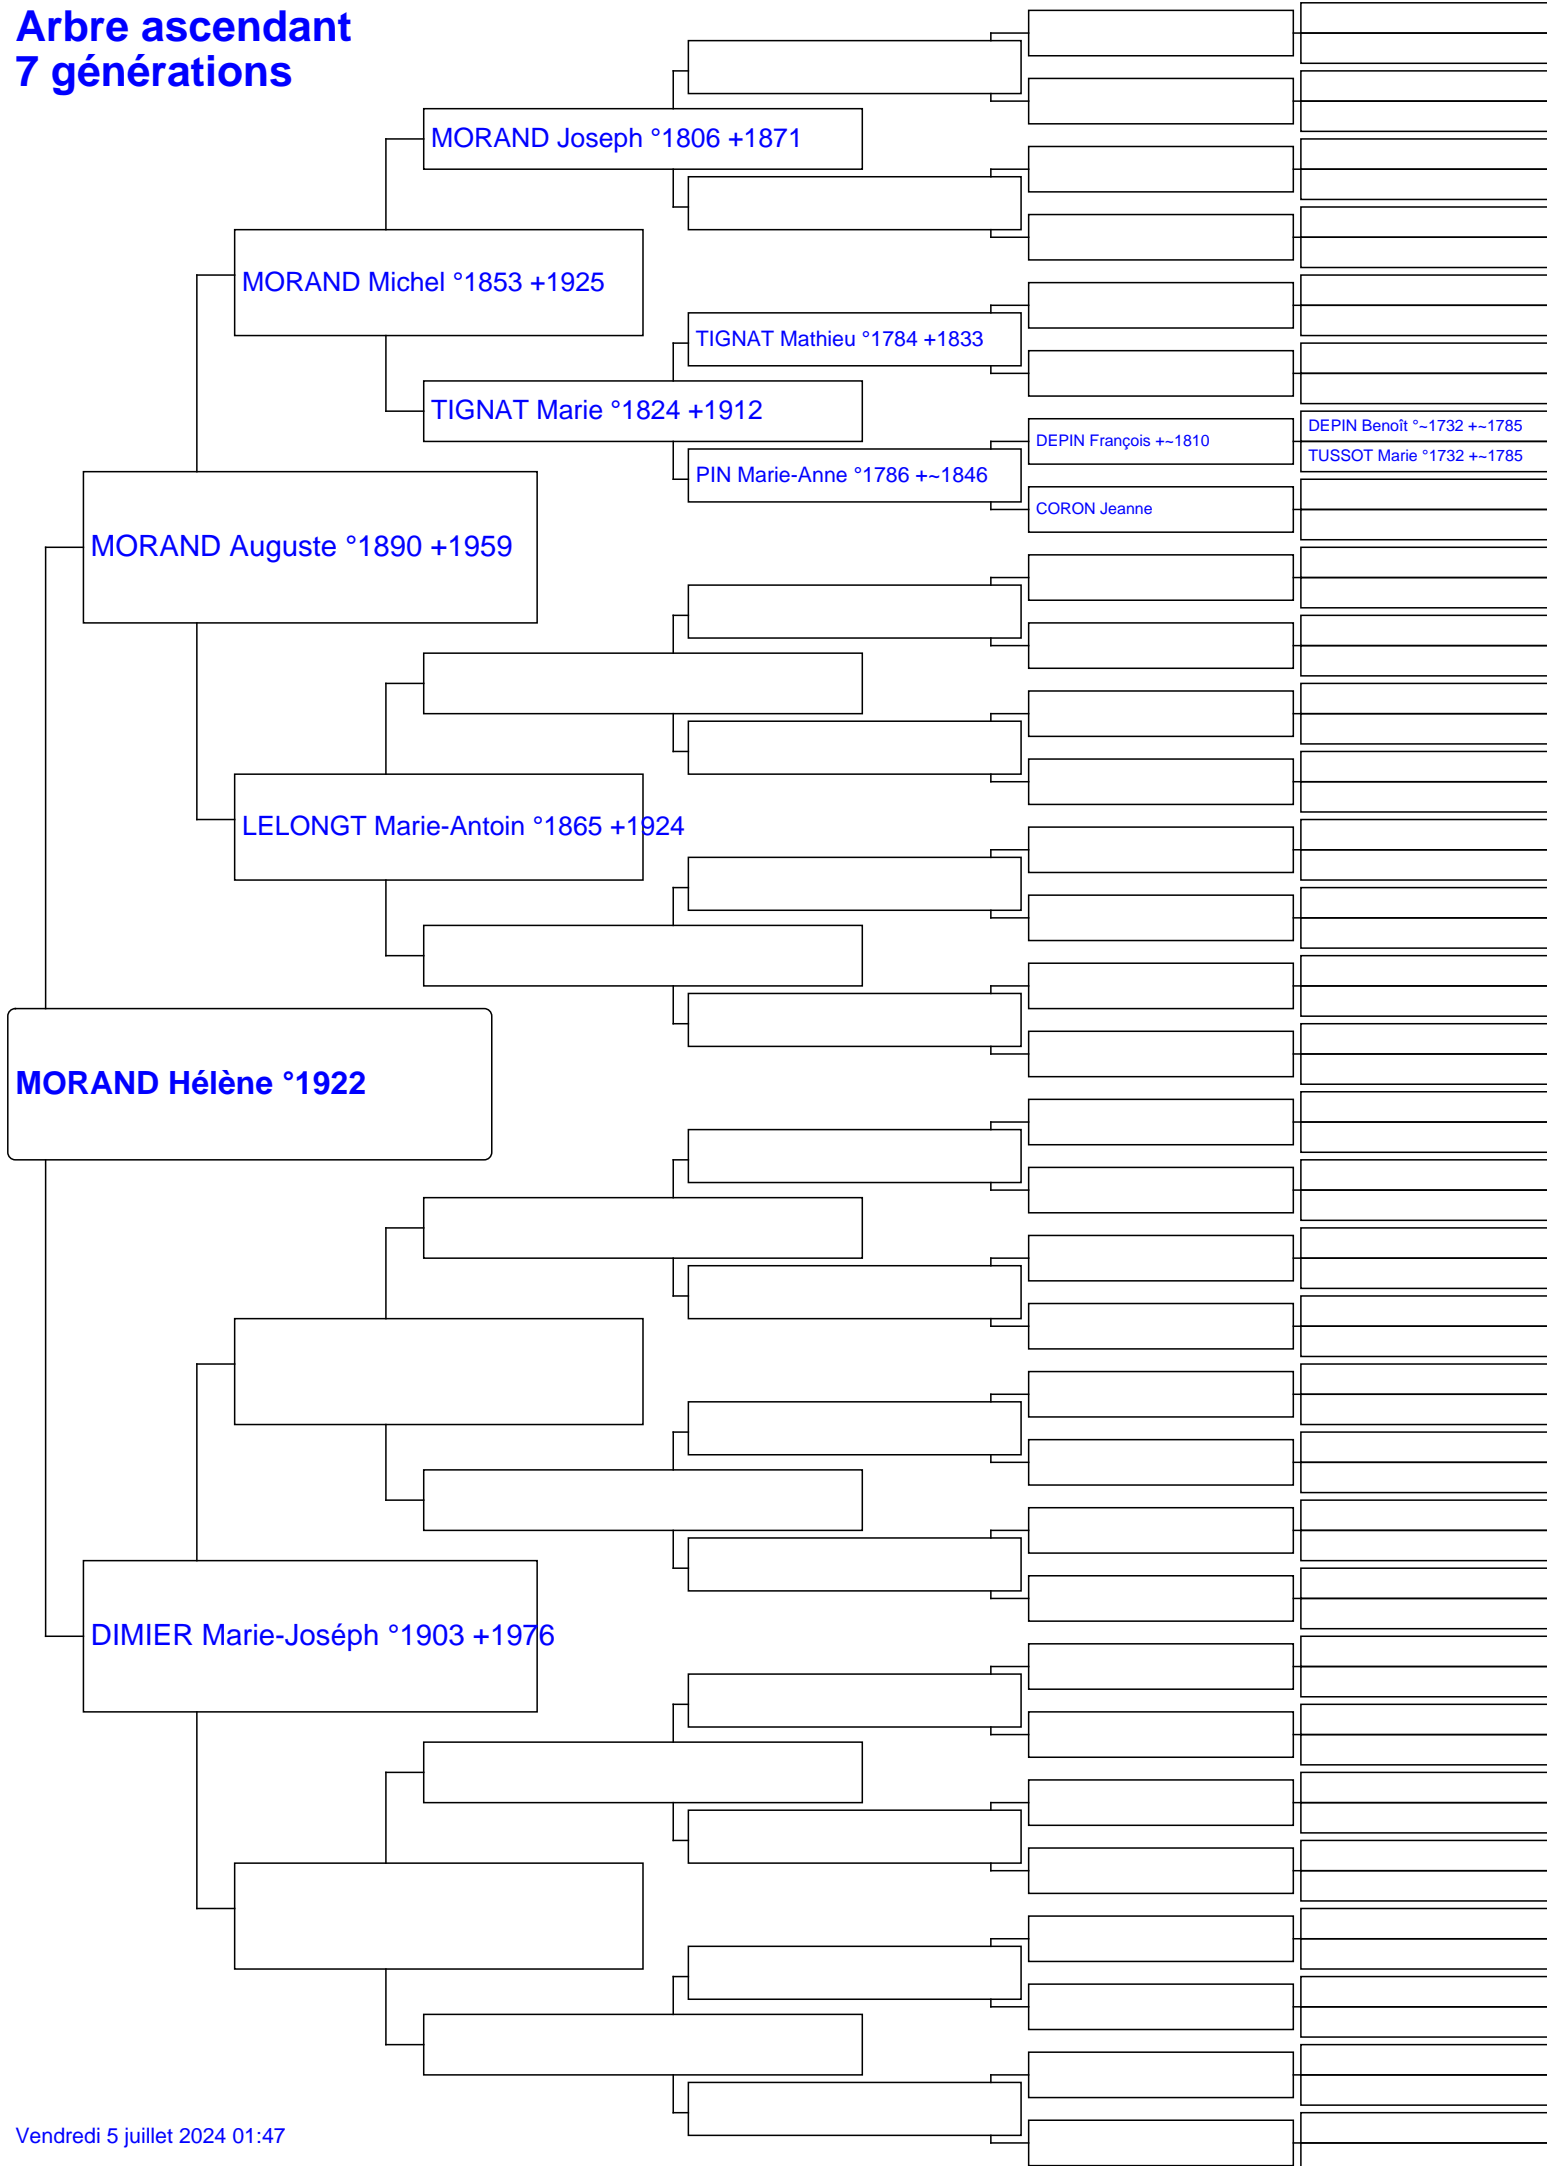 Arbre ascendant
7 générations
MORAND Joseph °1806 +1871
MORAND Michel °1853 +1925
TIGNAT Mathieu °1784 +1833
TIGNAT Marie °1824 +1912
DEPIN Benoît °~1732 +~1785
DEPIN François +~1810
TUSSOT Marie °1732 +~1785
PIN Marie-Anne °1786 +~1846
CORON Jeanne
MORAND Auguste °1890 +1959
LELONGT Marie-Antoin °1865 +1924
MORAND Hélène °1922
DIMIER Marie-Joséph °1903 +1976
Vendredi 5 juillet 2024 01:47